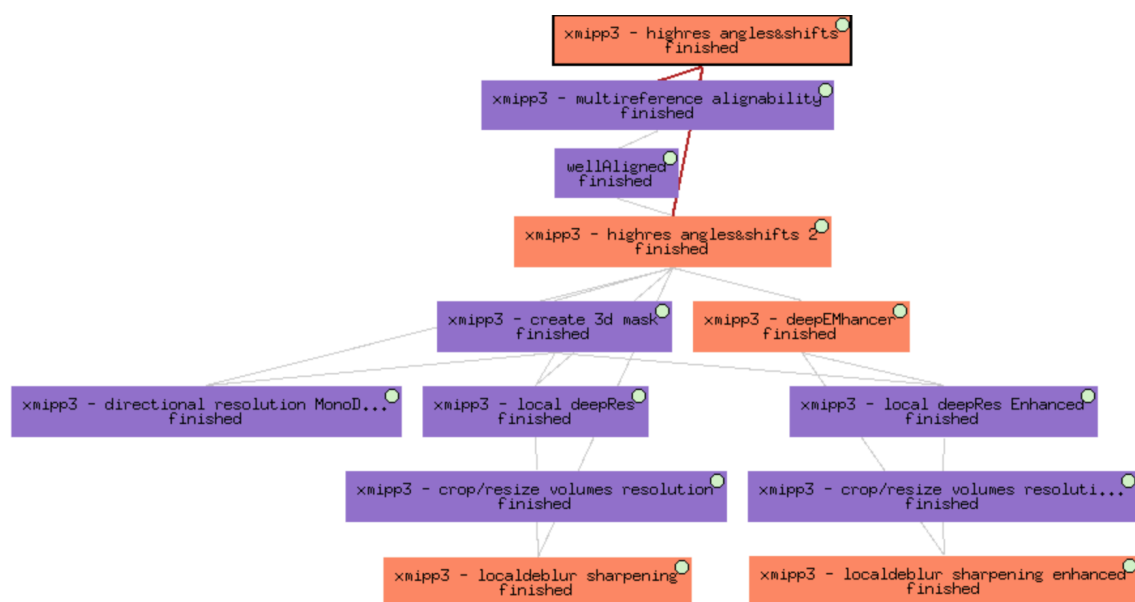 xmipp3 - highres angles&shifts
finished
xmipp3 - multireference alignability
finished
wellAligned
finished
xmipp3 - highres angles&shifts 2
finished
xmipp3 - create 3d mask
finished
xmipp3 - deepEMhancer
finished
xmipp3 - directional resolution MonoD...
finished
xmipp3 - local deepRes
finished
xmipp3 - local deepRes Enhanced
finished
xmipp3 - crop/resize volumes resolution
finished
xmipp3 - crop/resize volumes resoluti...
finished
xmipp3 - localdeblur sharpening
finished
xmipp3 - localdeblur sharpening enhanced
finished